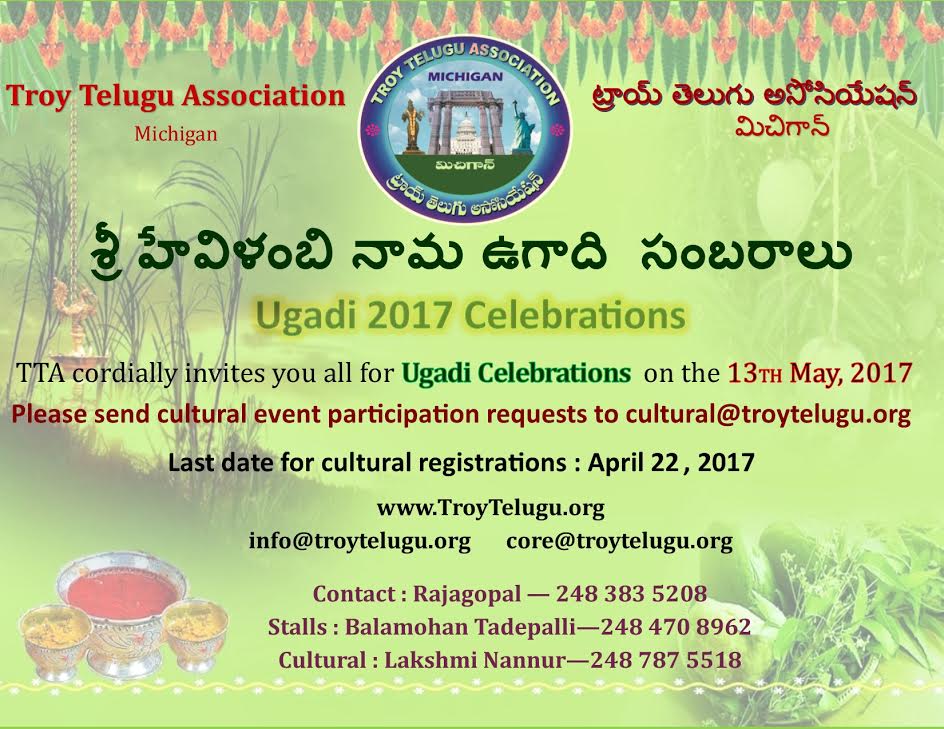 Troy Telugu Association
Michigan
TROY TELUGU ASSOCIATION
MICHIGAN
మిచిగాన్
ట్రాయ్ తెలుగు అసోసియేషన్
ట్రాయ్ తెలుగు అసోసియేషన్
మిచిగాన్
శ్రీ హేవిళంబి నామ ఉగాది సంబరాలు
Ugadi 2017 Celebrations
TTA cordially invites you all for Ugadi Celebrations on the 13TH May, 2017
Please send cultural event participation requests to cultural@troytelugu.org
Last date for cultural registrations : April 22 , 2017
www.TroyTelugu.org
info@troytelugu.org core@troytelugu.org
Contact : Rajagopal — 248 383 5208
Stalls : Balamohan Tadepalli—248 470 8962
Cultural : Lakshmi Nannur—248 787 5518